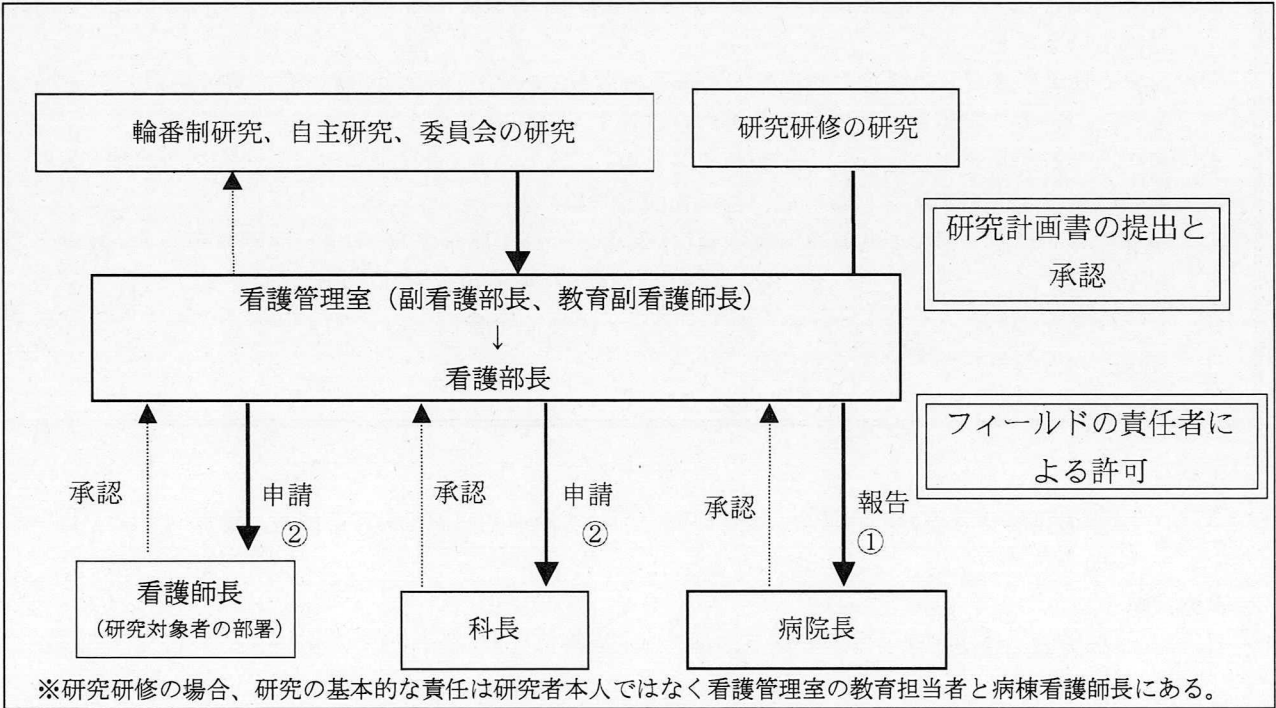 輪番制研究、自主研究、委員会の研究
研究研修の研究
研究計画書の提出と
承認
看護管理室(副看護部長、教育副看護師長)
↓
看護部長
フィールドの責任者に
よる許可
承認
申請
②
承認
申請
②
承認
報告
①
看護師長
(研究対象者の部署)
科長
病院長
※研究研修の場合、研究の基本的な責任は研究者本人ではなく看護管理室の教育担当者と病棟看護師長にある。